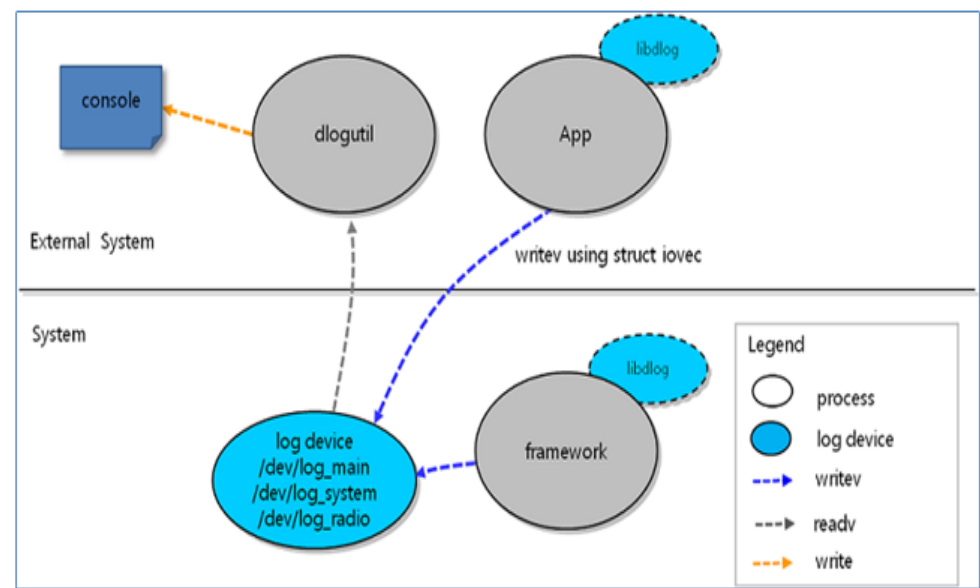 libdlog
console
dlogutil
App
External System
writev using struct iovec
System
libdlog
log device
/dev/log_main
/dev/log_system
/dev/log_radio
framework
Legend
process
log device
writev
readv
write